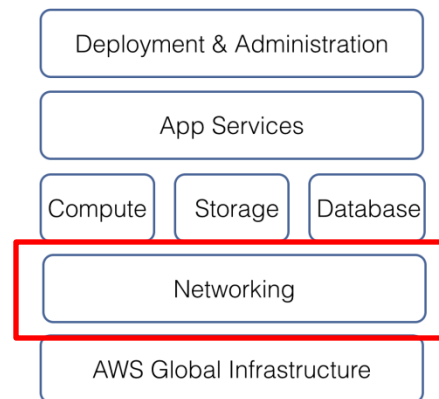 Deployment & Administration
App Services
Compute Storage Database
Networking
AWS Global Infrastructure